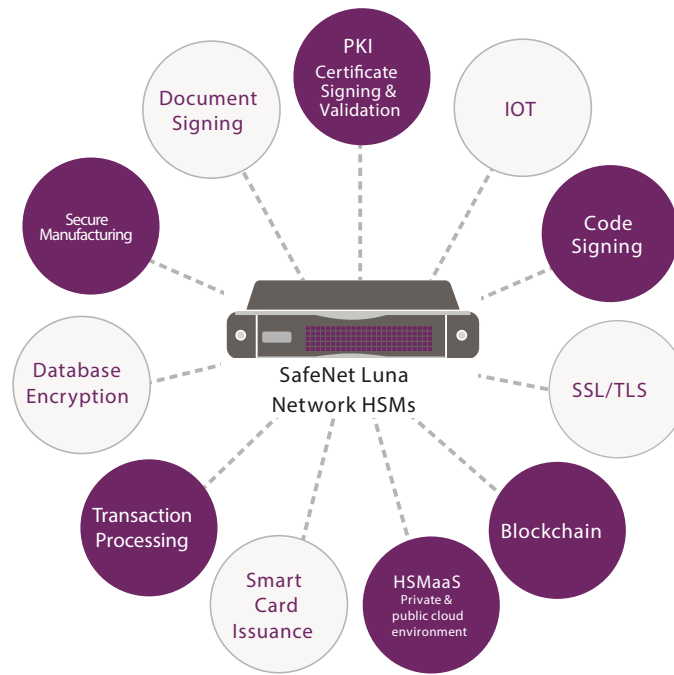 PKI
Certificate
Signing &
Validation
Document
Signing
IOT
Secure
Manufacturing
Code
Signing
SafeNet Luna
Network HSMs
Database
Encryption
SSL/TLS
Transaction
Processing
Blockchain
Smart
Card
Issuance
HSMaaS
Private &
public cloud
environment